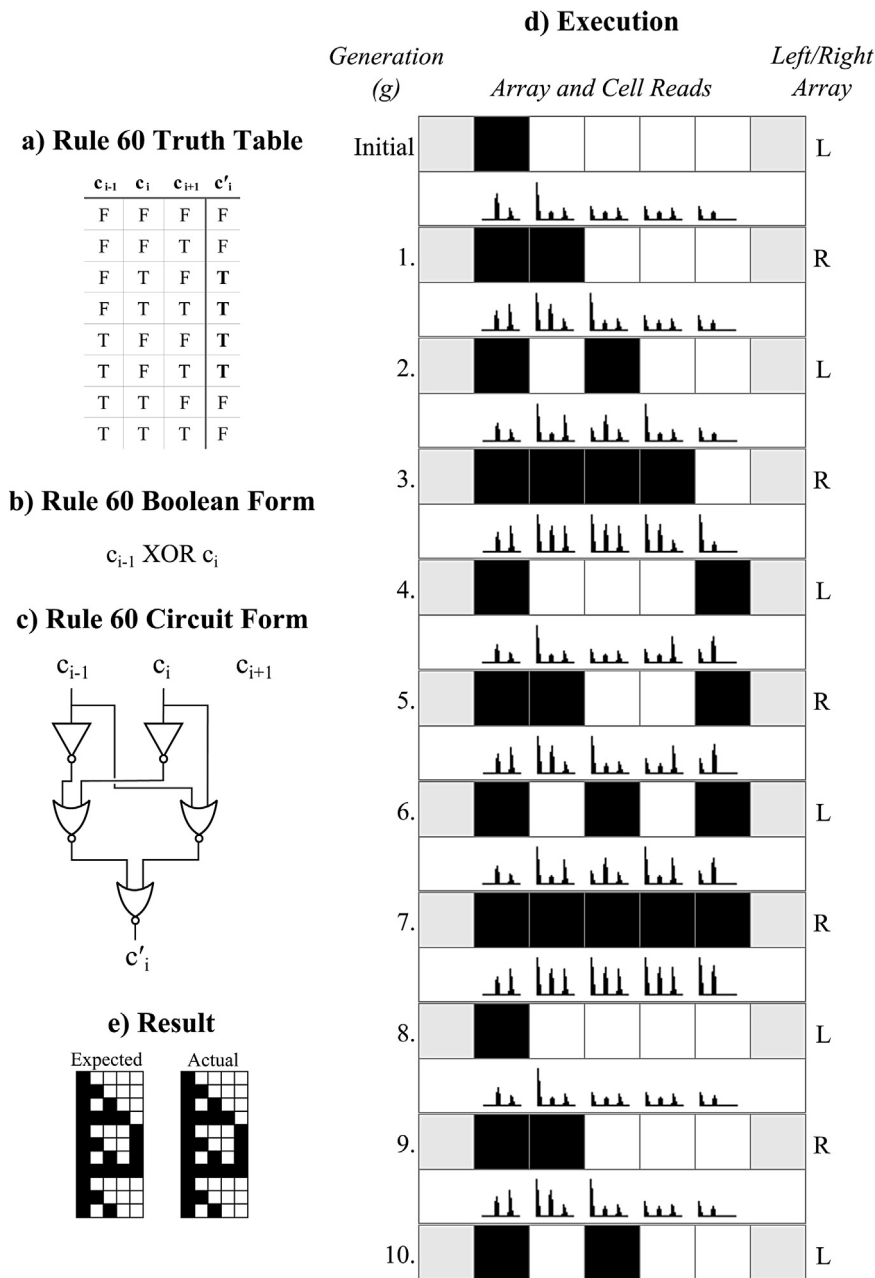 d) Execution
Generation (g)
Array and Cell Reads
Left/Right Array
a) Rule 60 Truth Table
c i-1 c i c i+1 c′ i
F F F F
F F T F
F T F T
F T T T
T F F T
T F T T
T T F F
T T T F
b) Rule 60 Boolean Form
c i-1 XOR c i
c) Rule 60 Circuit Form
c i-1 c i c i+1
c′ i
e) Result
Expected Actual
Initial L
1. R
2. L
3. R
4. L
5. R
6. L
7. R
8. L
9. R
10. L